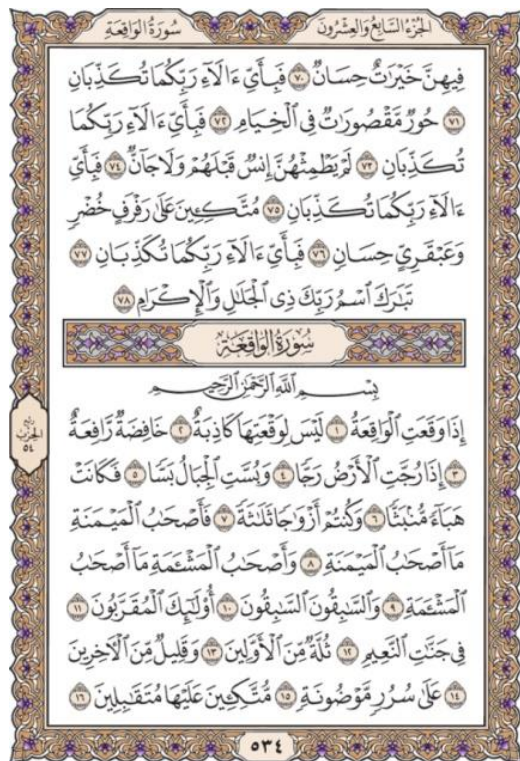 الجُزْءُ السَّابِعُ وَالعِشْرُونَ
سُورَةُ الوَاقِعَةِ
فِيهِنَّ خَيْرَٰتٌ حِسَانٌ ٧٠ فَبِأَيِّ ءَالَآءِ رَبِّكُمَا تُكَذِّبَانِ
٧١ حُورٌ مَّقْصُورَٰتٌ فِي ٱلْخِيَامِ ٧٢ فَبِأَيِّ ءَالَآءِ رَبِّكُمَا
تُكَذِّبَانِ ٧٣ لَمْ يَطْمِثْهُنَّ إِنسٌ قَبْلَهُمْ وَلَا جَآنٌّ ٧٤ فَبِأَيِّ
ءَالَآءِ رَبِّكُمَا تُكَذِّبَانِ ٧٥ مُتَّكِـِٔينَ عَلَىٰ رَفْرَفٍ خُضْرٍ
وَعَبْقَرِيٍّ حِسَانٍ ٧٦ فَبِأَيِّ ءَالَآءِ رَبِّكُمَا تُكَذِّبَانِ ٧٧
تَبَٰرَكَ ٱسْمُ رَبِّكَ ذِي ٱلْجَلَٰلِ وَٱلْإِكْرَامِ ٧٨
سُورَةُ الوَاقِعَةِ
بِسْمِ ٱللَّهِ ٱلرَّحْمَٰنِ ٱلرَّحِيمِ
إِذَا وَقَعَتِ ٱلْوَاقِعَةُ ١ لَيْسَ لِوَقْعَتِهَا كَاذِبَةٌ ٢ خَافِضَةٌ رَّافِعَةٌ
٣ إِذَا رُجَّتِ ٱلْأَرْضُ رَجًّا ٤ وَبُسَّتِ ٱلْجِبَالُ بَسًّا ٥ فَكَانَتْ
هَبَآءً مُّنۢبَثًّا ٦ وَكُنتُمْ أَزْوَٰجًا ثَلَٰثَةً ٧ فَأَصْحَٰبُ ٱلْمَيْمَنَةِ
مَآ أَصْحَٰبُ ٱلْمَيْمَنَةِ ٨ وَأَصْحَٰبُ ٱلْمَشْـَٔمَةِ مَآ أَصْحَٰبُ
ٱلْمَشْـَٔمَةِ ٩ وَٱلسَّٰبِقُونَ ٱلسَّٰبِقُونَ ١٠ أُو۟لَٰٓئِكَ ٱلْمُقَرَّبُونَ ١١
فِي جَنَّٰتِ ٱلنَّعِيمِ ١٢ ثُلَّةٌ مِّنَ ٱلْأَوَّلِينَ ١٣ وَقَلِيلٌ مِّنَ ٱلْءَاخِرِينَ
١٤ عَلَىٰ سُرُرٍ مَّوْضُونَةٍ ١٥ مُّتَّكِـِٔينَ عَلَيْهَا مُتَقَٰبِلِينَ ١٦
الحِزْب
٥٤
٥٣٤